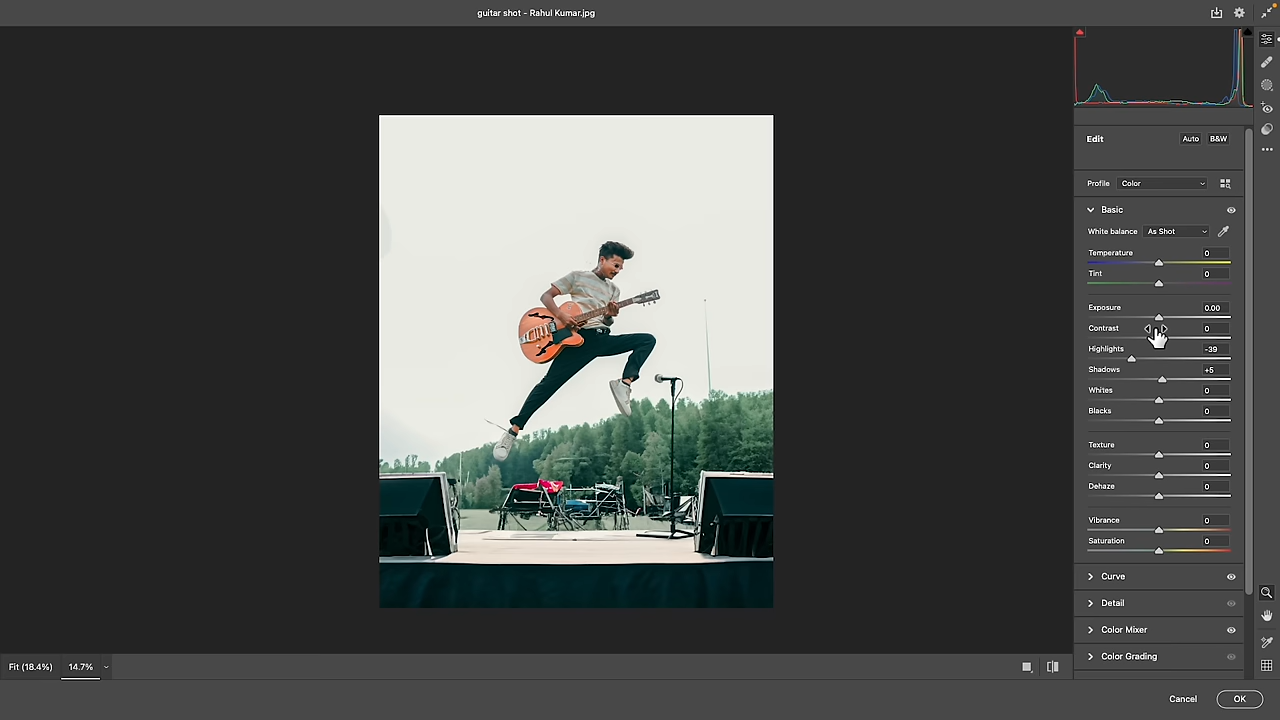 guitar shot - Rahul Kumar.jpg
Edit
Auto
B&W
Profile
Color
Basic
White balance
As Shot
Temperature
0
Tint
0
Exposure
0.00
Contrast
0
Highlights
-39
Shadows
+5
Whites
0
Blacks
0
Texture
0
Clarity
0
Dehaze
0
Vibrance
0
Saturation
0
Curve
Detail
Color Mixer
Color Grading
Fit (18.4%)
14.7%
Cancel
OK